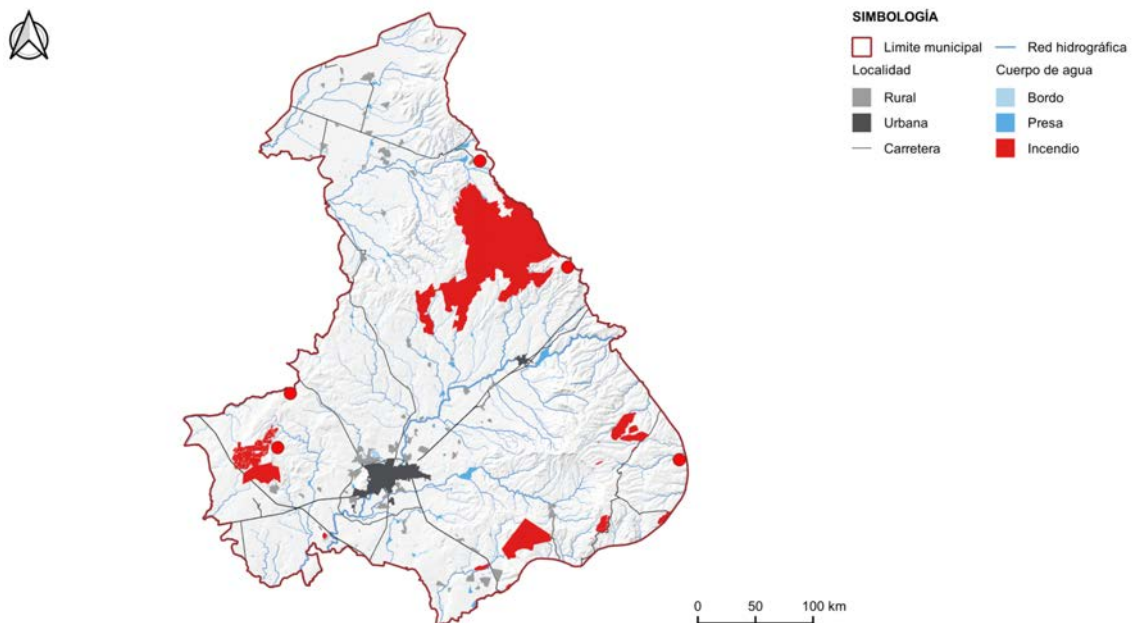 SIMBOLOGÍA
Limite municipal
Red hidrográfica
Localidad
Cuerpo de agua
Rural
Bordo
Urbana
Presa
Carretera
Incendio
0 50 100 km